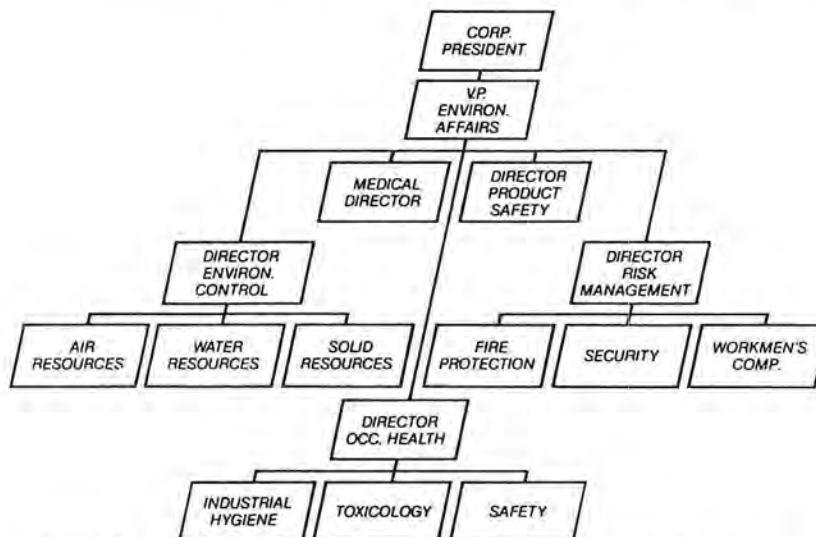 CORP.
PRESIDENT
V.P.
ENVIRON.
AFFAIRS
MEDICAL
DIRECTOR
DIRECTOR
PRODUCT
SAFETY
DIRECTOR
ENVIRON.
CONTROL
DIRECTOR
RISK
MANAGEMENT
AIR
RESOURCES
WATER
RESOURCES
SOLID
RESOURCES
FIRE
PROTECTION
SECURITY
WORKMEN'S
COMP.
DIRECTOR
OCC. HEALTH
INDUSTRIAL
HYGIENE
TOXICOLOGY
SAFETY